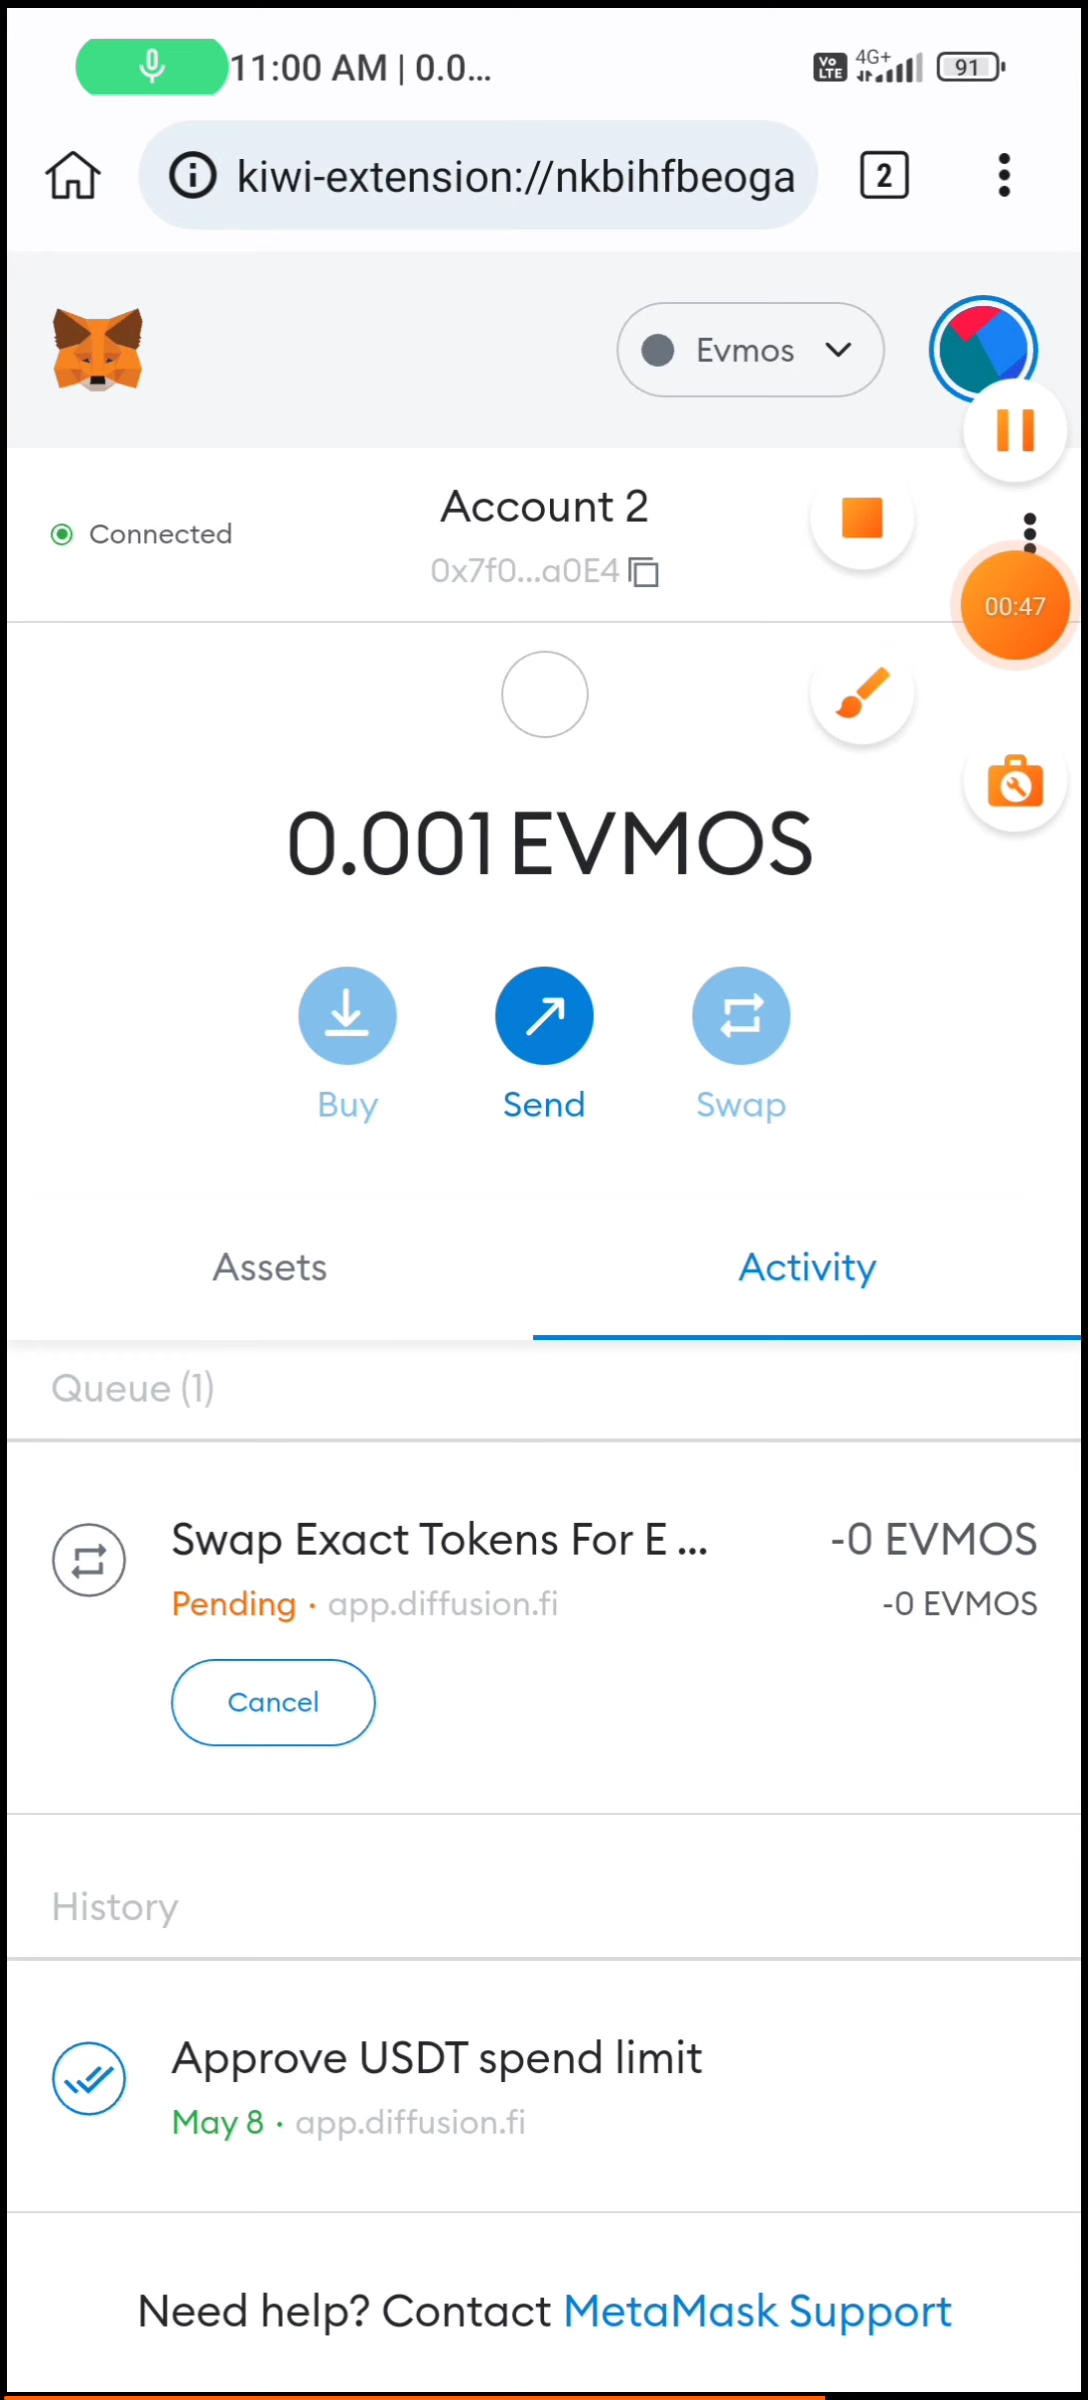 11:00 AM | 0.0...
Vo LTE 4G+ 91
kiwi-extension://nkbihfbeoga
2
Evmos
Account 2
Connected
0x7f0...a0E4
00:47
0.001 EVMOS
Buy Send Swap
Assets Activity
Queue (1)
Swap Exact Tokens For E ... -0 EVMOS
Pending · app.diffusion.fi -0 EVMOS
Cancel
History
Approve USDT spend limit
May 8 · app.diffusion.fi
Need help? Contact MetaMask Support